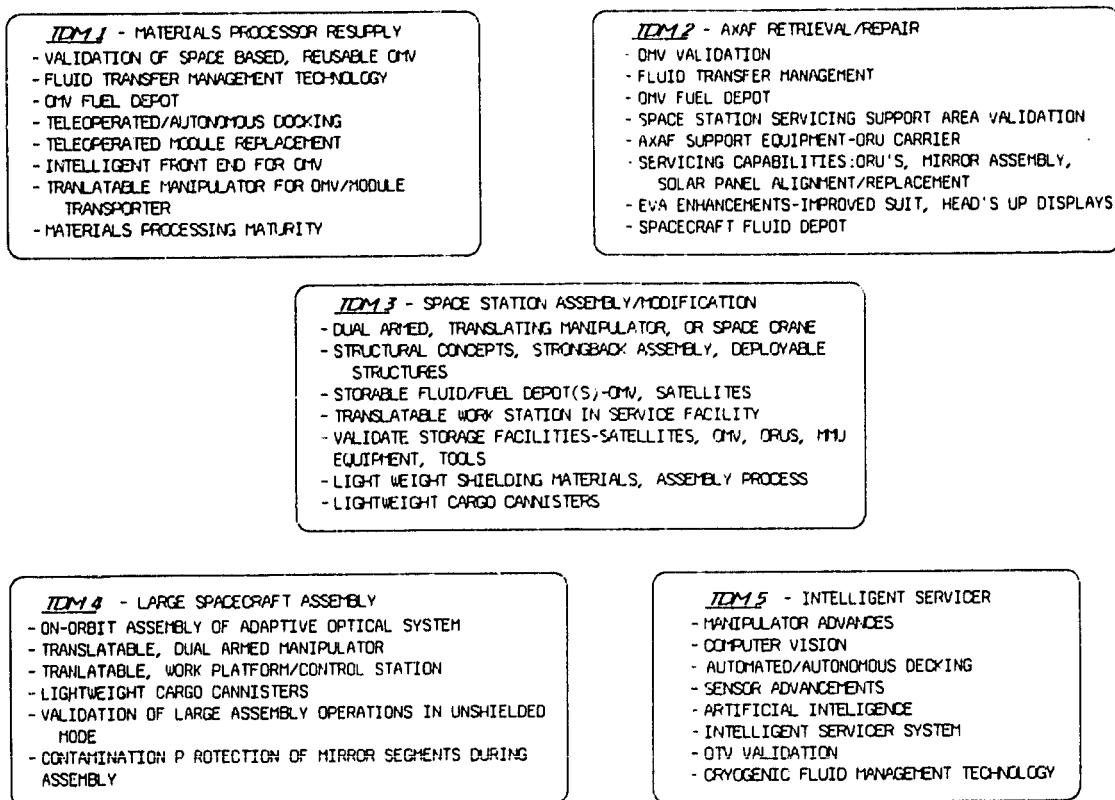 TDM 1 - MATERIALS PROCESSOR RESUPPLY
- VALIDATION OF SPACE BASED, REUSABLE OMV
- FLUID TRANSFER MANAGEMENT TECHNOLOGY
- OMV FUEL DEPOT
- TELEOPERATED/AUTONOMOUS DOCKING
- TELEOPERATED MODULE REPLACEMENT
- INTELLIGENT FRONT END FOR OMV
- TRANLATABLE MANIPULATOR FOR OMV/MODULE
TRANSPORTER
- MATERIALS PROCESSING MATURITY
TDM 2 - AXAF RETRIEVAL/REPAIR
- OMV VALIDATION
- FLUID TRANSFER MANAGEMENT
- OMV FUEL DEPOT
- SPACE STATION SERVICING SUPPORT AREA VALIDATION
- AXAF SUPPORT EQUIPMENT-ORU CARRIER
- SERVICING CAPABILITIES:ORU'S, MIRROR ASSEMBLY,
SOLAR PANEL ALIGNMENT/REPLACEMENT
- EVA ENHANCEMENTS-IMPROVED SUIT, HEAD'S UP DISPLAYS
- SPACECRAFT FLUID DEPOT
TDM 3 - SPACE STATION ASSEMBLY/MODIFICATION
- DUAL ARMED, TRANSLATING MANIPULATOR, OR SPACE CRANE
- STRUCTURAL CONCEPTS, STRONGBACK ASSEMBLY, DEPLOYABLE
STRUCTURES
- STORABLE FLUID/FUEL DEPOT(S)-OMV, SATELLITES
- TRANSLATABLE WORK STATION IN SERVICE FACILITY
- VALIDATE STORAGE FACILITIES-SATELLITES, OMV, ORUS, MMU
EQUIPMENT, TOOLS
- LIGHT WEIGHT SHIELDING MATERIALS, ASSEMBLY PROCESS
- LIGHTWEIGHT CARGO CANNISTERS
TDM 4 - LARGE SPACECRAFT ASSEMBLY
- ON-ORBIT ASSEMBLY OF ADAPTIVE OPTICAL SYSTEM
- TRANSLATABLE, DUAL ARMED MANIPULATOR
- TRANLATABLE, WORK PLATFORM/CONTROL STATION
- LIGHTWEIGHT CARGO CANNISTERS
- VALIDATION OF LARGE ASSEMBLY OPERATIONS IN UNSHIELDED
MODE
- CONTAMINATION P ROTECTION OF MIRROR SEGMENTS DURING
ASSEMBLY
TDM 5 - INTELLIGENT SERVICER
- MANIPULATOR ADVANCES
- COMPUTER VISION
- AUTOMATED/AUTONOMOUS DECKING
- SENSOR ADVANCEMENTS
- ARTIFICIAL INTELIGENCE
- INTELLIGENT SERVICER SYSTEM
- OTV VALIDATION
- CRYOGENIC FLUID MANAGEMENT TECHNOLOGY